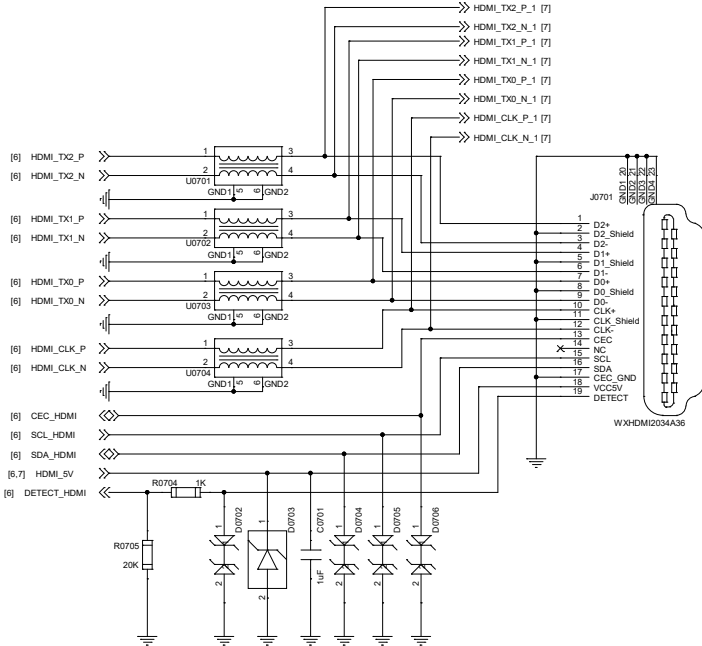 HDMI_TX2_P_1 [7]
HDMI_TX2_N_1 [7]
HDMI_TX1_P_1 [7]
HDMI_TX1_N_1 [7]
HDMI_TX0_P_1 [7]
HDMI_TX0_N_1 [7]
HDMI_CLK_P_1 [7]
HDMI_CLK_N_1 [7]
[6] HDMI_TX2_P 1 3
[6] HDMI_TX2_N 2 4
U0701
GND1 5 6 GND2
[6] HDMI_TX1_P 1 3
[6] HDMI_TX1_N 2 4
U0702
GND1 5 6 GND2
[6] HDMI_TX0_P 1 3
[6] HDMI_TX0_N 2 4
U0703
GND1 5 6 GND2
[6] HDMI_CLK_P 1 3
[6] HDMI_CLK_N 2 4
U0704
GND1 5 6 GND2
J0701
GND1 20
GND2 21
GND3 22
GND4 23
1 D2+
2 D2_Shield
3 D2-
4 D1+
5 D1_Shield
6 D1-
7 D0+
8 D0_Shield
9 D0-
10 CLK+
11 CLK_Shield
12 CLK-
13 CEC
14 NC
15 SCL
16 SDA
17 CEC_GND
18 VCC5V
19 DETECT
WXHDMI2034A36
[6] CEC_HDMI
[6] SCL_HDMI
[6] SDA_HDMI
[6,7] HDMI_5V
[6] DETECT_HDMI
R0704 1K
R0705
20K
1 2 D0702
1 2 D0703
C0701
1uF
1 2 D0704
1 2 D0705
1 2 D0706